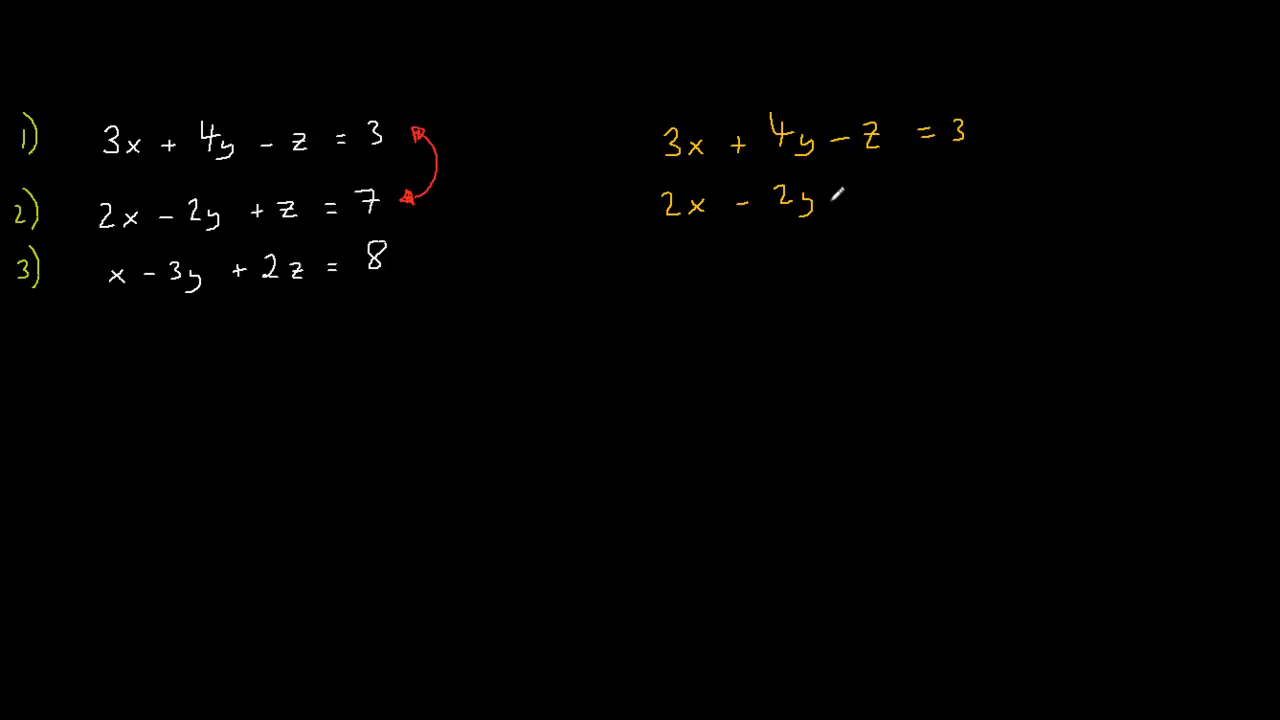 1) 3x + 4y - z = 3
2) 2x - 2y + z = 7
3) x - 3y + 2z = 8
3x + 4y - z = 3
2x - 2y